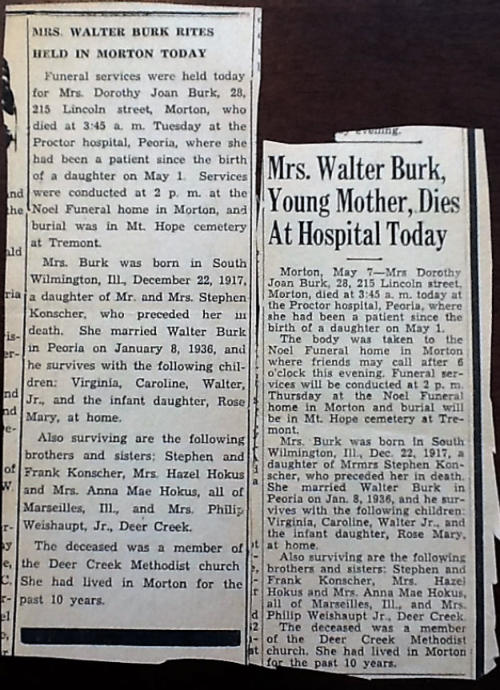 MRS. WALTER BURK RITES
HELD IN MORTON TODAY
Funeral services were held today
for Mrs. Dorothy Joan Burk, 28,
215 Lincoln street, Morton, who
died at 3:45 a. m. Tuesday at the
Proctor hospital, Peoria, where she
had been a patient since the birth
of a daughter on May 1. Services
were conducted at 2 p. m. at the
Noel Funeral home in Morton, and
burial was in Mt. Hope cemetery
at Tremont.
Mrs. Burk was born in South
Wilmington, Ill., December 22, 1917,
a daughter of Mr. and Mrs. Stephen
Konscher, who preceded her in
death. She married Walter Burk
in Peoria on January 8, 1936, and
he survives with the following chil-
dren: Virginia, Caroline, Walter,
Jr., and the infant daughter, Rose
Mary, at home.
Also surviving are the following
brothers and sisters: Stephen and
Frank Konscher, Mrs. Hazel Hokus
and Mrs. Anna Mae Hokus, all of
Marseilles, Ill., and Mrs. Philip
Weishaupt, Jr., Deer Creek.
The deceased was a member of
the Deer Creek Methodist church
She had lived in Morton for the
past 10 years.
evening.
Mrs. Walter Burk,
Young Mother, Dies
At Hospital Today
Morton, May 7—Mrs Dorothy
Joan Burk, 28, 215 Lincoln street,
Morton, died at 3:45 a.m. today at
the Proctor hospital, Peoria, where
she had been a patient since the
birth of a daughter on May 1.
The body was taken to the
Noel Funeral home in Morton
where friends may call after 6
o'clock this evening. Funeral ser-
vices will be conducted at 2 p. m.
Thursday at the Noel Funeral
home in Morton and burial will
be in Mt. Hope cemetery at Tre-
mont.
Mrs. Burk was born in South
Wilmington, Ill., Dec. 22, 1917, a
daughter of Mrmrs Stephen Kon-
scher, who preceded her in death.
She married Walter Burk in
Peoria on Jan. 8, 1936, and he sur-
vives with the following children:
Virginia, Caroline, Walter Jr., and
the infant daughter, Rose Mary,
at home.
Also surviving are the following
brothers and sisters: Stephen and
Frank Konscher, Mrs. Hazel
Hokus and Mrs. Anna Mae Hokus,
all of Marseilles, Ill., and Mrs.
Philip Weishaupt Jr., Deer Creek.
The deceased was a member
of the Deer Creek Methodist
church. She had lived in Morton
for the past 10 years.